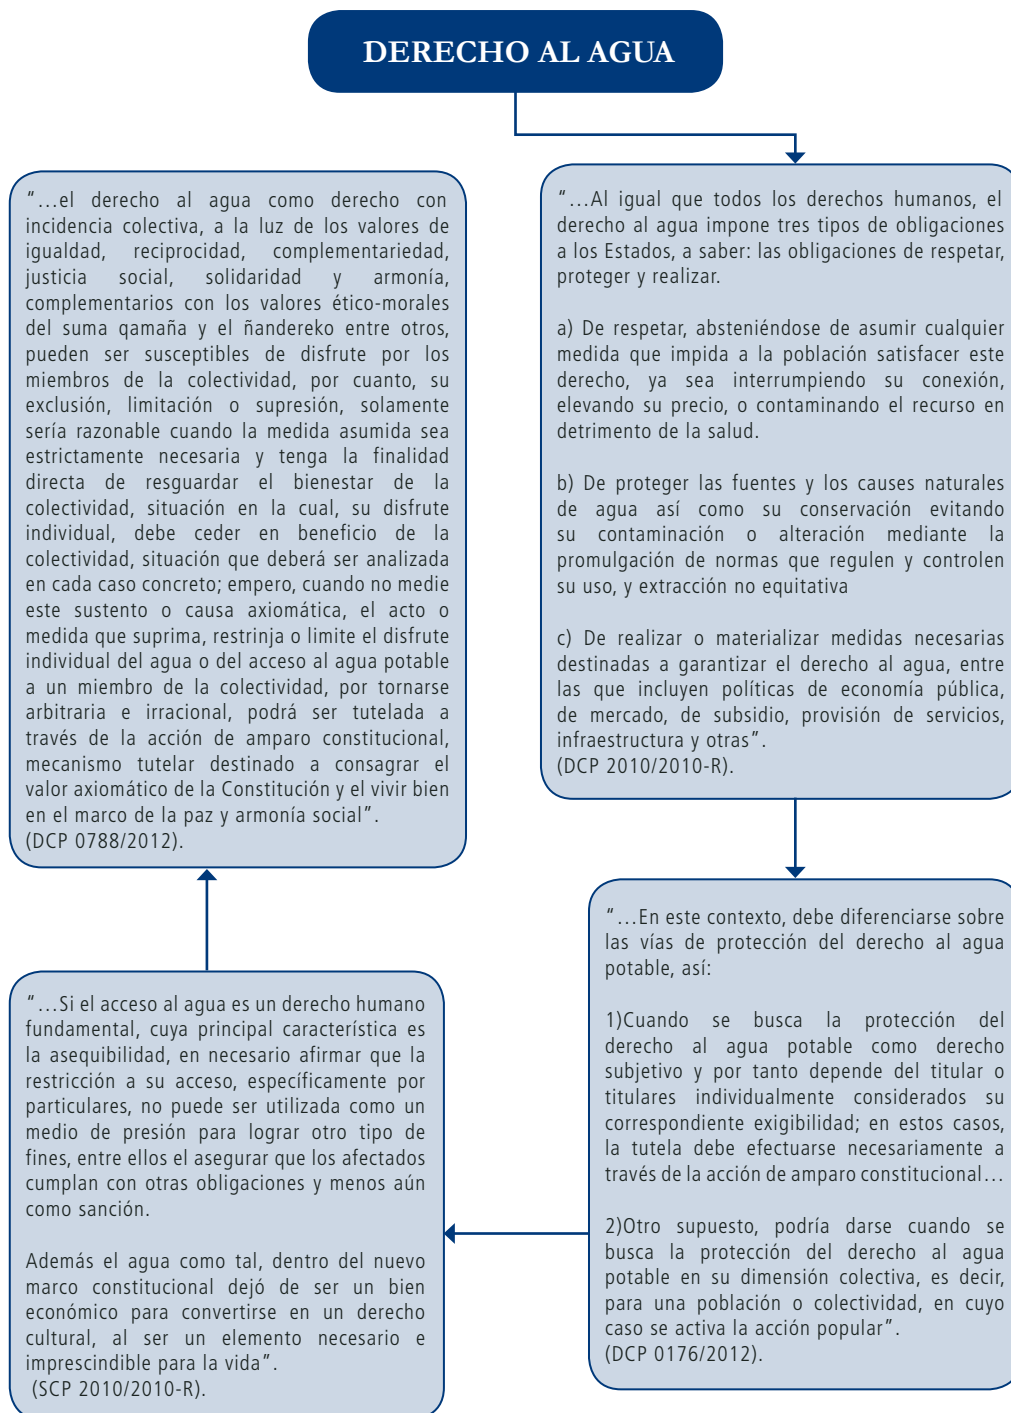 DERECHO AL AGUA
“…Al igual que todos los derechos humanos, el
derecho al agua impone tres tipos de obligaciones
a los Estados, a saber: las obligaciones de respetar,
proteger y realizar.
a) De respetar, absteniéndose de asumir cualquier
medida que impida a la población satisfacer este
derecho, ya sea interrumpiendo su conexión,
elevando su precio, o contaminando el recurso en
detrimento de la salud.
b) De proteger las fuentes y los causes naturales
de agua así como su conservación evitando
su contaminación o alteración mediante la
promulgación de normas que regulen y controlen
su uso, y extracción no equitativa
c) De realizar o materializar medidas necesarias
destinadas a garantizar el derecho al agua, entre
las que incluyen políticas de economía pública,
de mercado, de subsidio, provisión de servicios,
infraestructura y otras”.
(DCP 2010/2010-R).
“…En este contexto, debe diferenciarse sobre
las vías de protección del derecho al agua
potable, así:
1)Cuando se busca la protección del
derecho al agua potable como derecho
subjetivo y por tanto depende del titular o
titulares individualmente considerados su
correspondiente exigibilidad; en estos casos,
la tutela debe efectuarse necesariamente a
través de la acción de amparo constitucional…
2)Otro supuesto, podría darse cuando se
busca la protección del derecho al agua
potable en su dimensión colectiva, es decir,
para una población o colectividad, en cuyo
caso se activa la acción popular”.
(DCP 0176/2012).
“…Si el acceso al agua es un derecho humano
fundamental, cuya principal característica es
la asequibilidad, en necesario afirmar que la
restricción a su acceso, específicamente por
particulares, no puede ser utilizada como un
medio de presión para lograr otro tipo de
fines, entre ellos el asegurar que los afectados
cumplan con otras obligaciones y menos aún
como sanción.
Además el agua como tal, dentro del nuevo
marco constitucional dejó de ser un bien
económico para convertirse en un derecho
cultural, al ser un elemento necesario e
imprescindible para la vida”.
(SCP 2010/2010-R).
“…el derecho al agua como derecho con
incidencia colectiva, a la luz de los valores de
igualdad, reciprocidad, complementariedad,
justicia social, solidaridad y armonía,
complementarios con los valores ético-morales
del suma qamaña y el ñandereko entre otros,
pueden ser susceptibles de disfrute por los
miembros de la colectividad, por cuanto, su
exclusión, limitación o supresión, solamente
sería razonable cuando la medida asumida sea
estrictamente necesaria y tenga la finalidad
directa de resguardar el bienestar de la
colectividad, situación en la cual, su disfrute
individual, debe ceder en beneficio de la
colectividad, situación que deberá ser analizada
en cada caso concreto; empero, cuando no medie
este sustento o causa axiomática, el acto o
medida que suprima, restrinja o limite el disfrute
individual del agua o del acceso al agua potable
a un miembro de la colectividad, por tornarse
arbitraria e irracional, podrá ser tutelada a
través de la acción de amparo constitucional,
mecanismo tutelar destinado a consagrar el
valor axiomático de la Constitución y el vivir bien
en el marco de la paz y armonía social”.
(DCP 0788/2012).